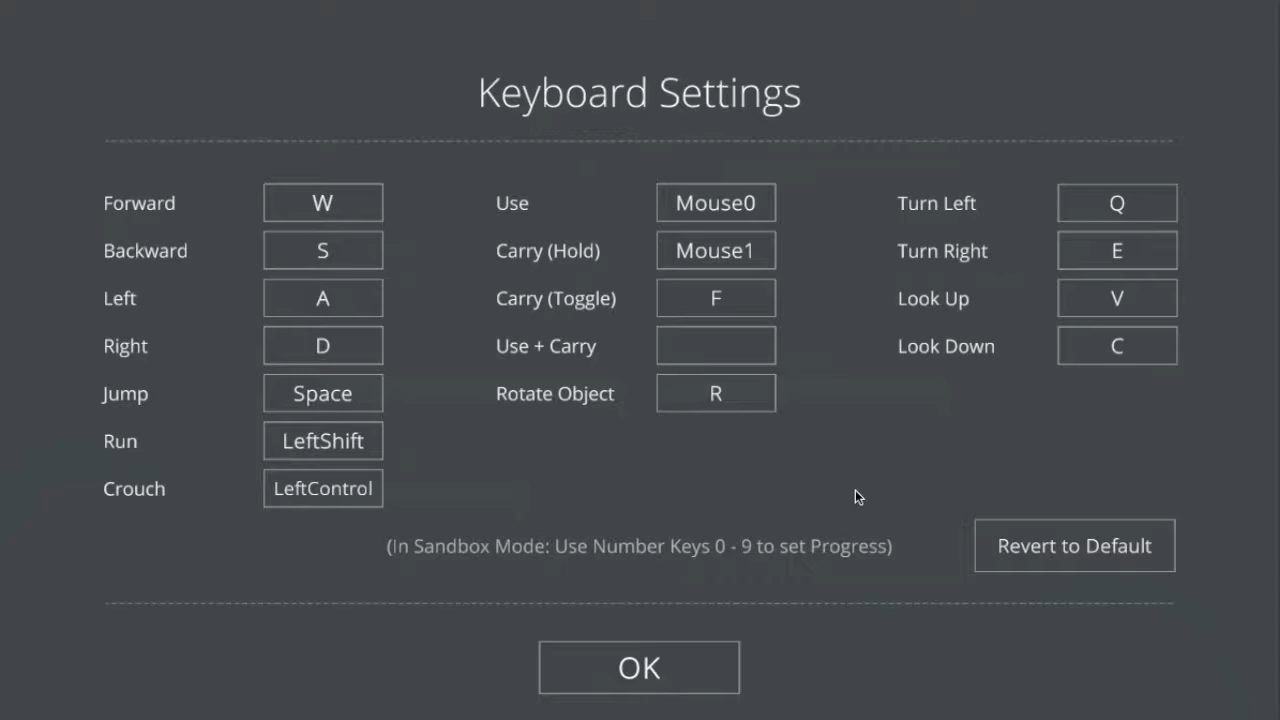 Keyboard Settings
Forward W Use Mouse0 Turn Left Q
Backward S Carry (Hold) Mouse1 Turn Right E
Left A Carry (Toggle) F Look Up V
Right D Use + Carry Look Down C
Jump Space Rotate Object R
Run LeftShift
Crouch LeftControl
(In Sandbox Mode: Use Number Keys 0 - 9 to set Progress) Revert to Default
OK